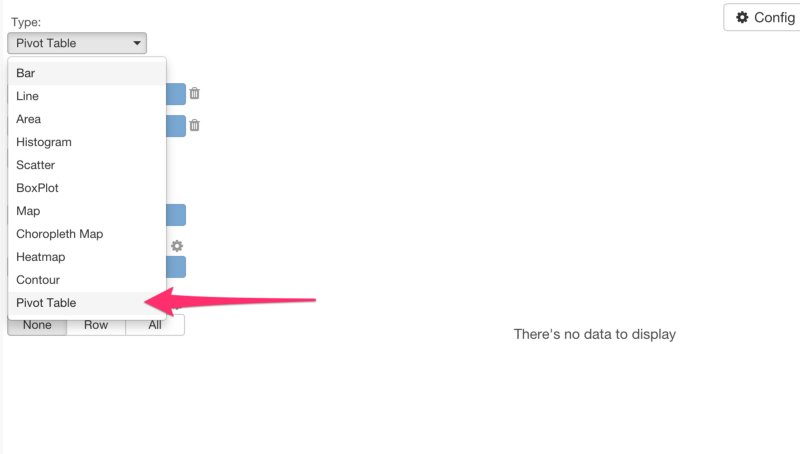 Type:
Config
Pivot Table
Bar
Line
Area
Histogram
Scatter
BoxPlot
Map
Choropleth Map
Heatmap
Contour
Pivot Table
None Row All
There's no data to display